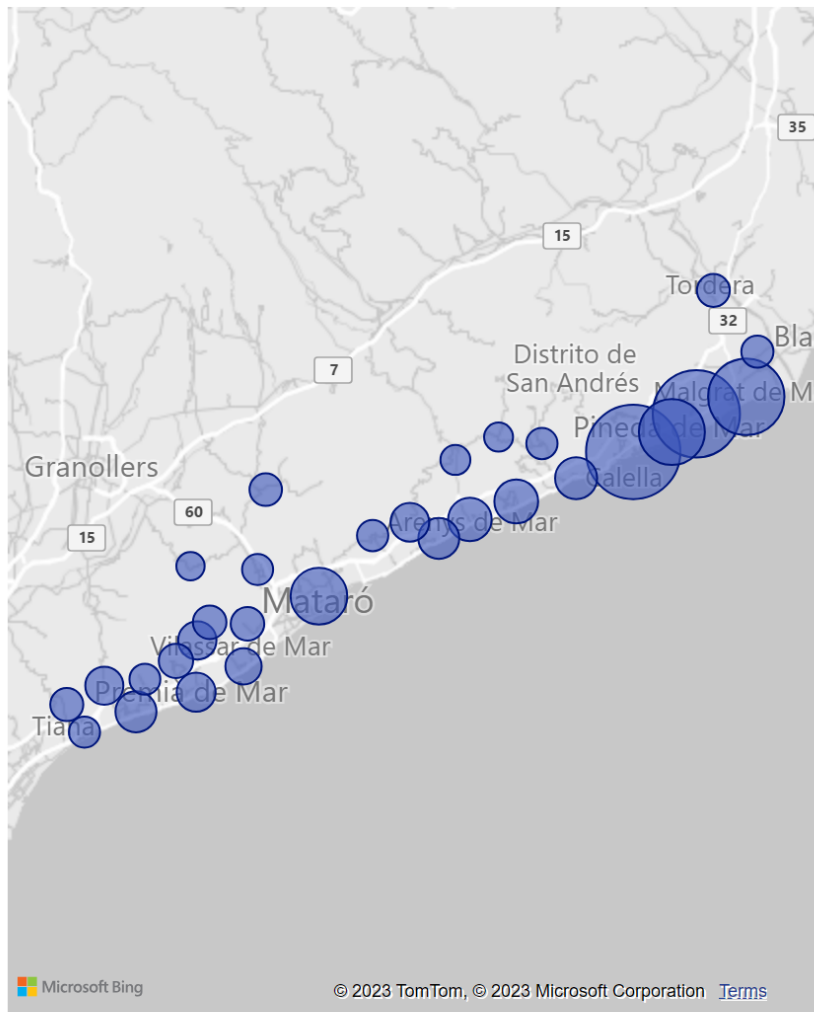 35
15
Tordera
32
Bla
7
Distrito de
San Andrés
Malgrat de M
Pineda de Mar
Granollers
Calella
60
15
Arenys de Mar
Mataró
Vilassar de Mar
Premia de Mar
Tiana
Microsoft Bing
© 2023 TomTom, © 2023 Microsoft Corporation Terms